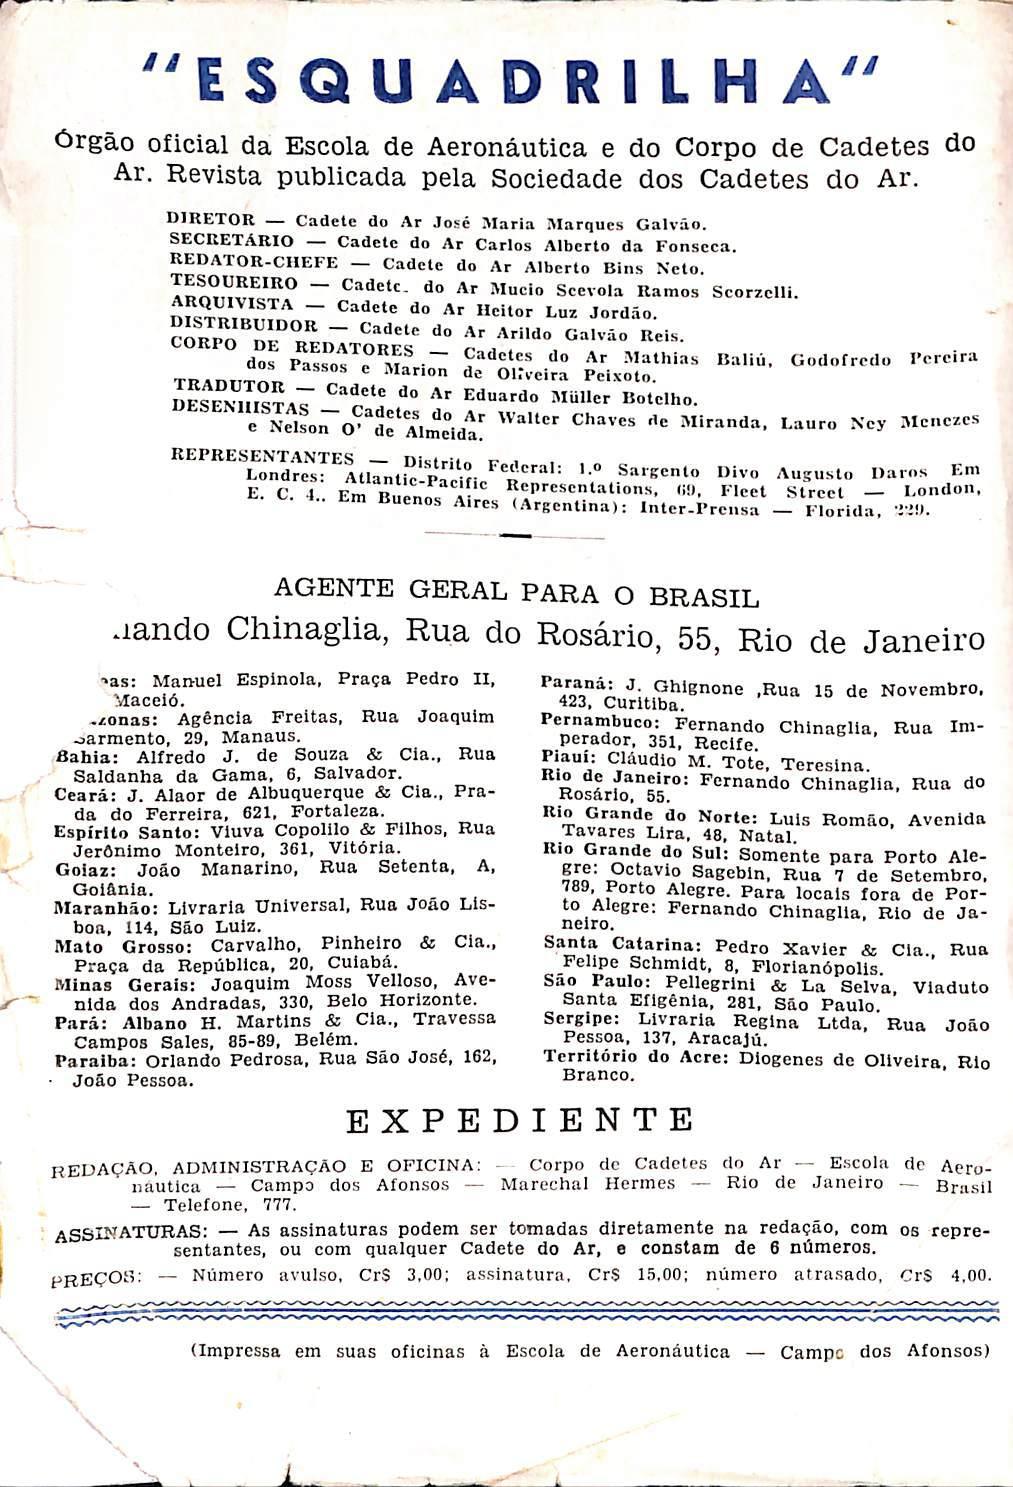 "ESQUADRILHA"
Órgão oficial da Escola de Aeronáutica e do Corpo de Cadetes do
Ar. Revista publicada pela Sociedade dos Cadetes do Ar.
DIRETOR — Cadete do Ar José Maria Marques Galvão.
SECRETÁRIO — Cadete do Ar Carlos Alberto da Fonseca.
REDATOR-CHEFE — Cadete do Ar Alberto Bins Neto.
TESOUREIRO — Cadete do Ar Mucio Scevola Ramos Scorzelli.
ARQUIVISTA — Cadete do Ar Heitor Luz Jordão.
DISTRIBUIDOR — Cadete do Ar Arildo Galvão Reis.
CORPO DE REDATORES — Cadetes do Ar Mathias Baliú, Godofredo Pereira
dos Passos e Marion de Oliveira Peixoto.
TRADUTOR — Cadete do Ar Eduardo Müller Botelho.
DESENHISTAS — Cadetes do Ar Walter Chaves de Miranda, Lauro Ney Menezes
e Nelson O' de Almeida.
REPRESENTANTES — Distrito Federal: 1.º Sargento Divo Augusto Daros Em
Londres: Atlantic-Pacific Representations, 69, Fleet Street — London,
E. C. 4.. Em Buenos Aires (Argentina): Inter-Prensa — Florida, 229.
AGENTE GERAL PARA O BRASIL
nando Chinaglia, Rua do Rosário, 55, Rio de Janeiro
as: Manuel Espinola, Praça Pedro II,
Maceió.
zonas: Agência Freitas, Rua Joaquim
Sarmento, 29, Manaus.
Bahia: Alfredo J. de Souza & Cia., Rua
Saldanha da Gama, 6, Salvador.
Ceará: J. Alaor de Albuquerque & Cia., Pra-
da do Ferreira, 621, Fortaleza.
Espírito Santo: Viuva Copolilo & Filhos, Rua
Jerônimo Monteiro, 361, Vitória.
Goiaz: João Manarino, Rua Setenta, A,
Goiânia.
Maranhão: Livraria Universal, Rua João Lis-
boa, 114, São Luiz.
Mato Grosso: Carvalho, Pinheiro & Cia.,
Praça da República, 20, Cuiabá.
Minas Gerais: Joaquim Moss Velloso, Ave-
nida dos Andradas, 330, Belo Horizonte.
Pará: Albano H. Martins & Cia., Travessa
Campos Sales, 85-89, Belém.
Paraiba: Orlando Pedrosa, Rua São José, 162,
João Pessoa.
Paraná: J. Ghignone ,Rua 15 de Novembro,
423, Curitiba.
Pernambuco: Fernando Chinaglia, Rua Im-
perador, 351, Recife.
Piauí: Cláudio M. Tote, Teresina.
Rio de Janeiro: Fernando Chinaglia, Rua do
Rosário, 55.
Rio Grande do Norte: Luis Romão, Avenida
Tavares Lira, 48, Natal.
Rio Grande do Sul: Somente para Porto Ale-
gre: Octavio Sagebin, Rua 7 de Setembro,
789, Porto Alegre. Para locais fora de Por-
to Alegre: Fernando Chinaglia, Rio de Ja-
neiro.
Santa Catarina: Pedro Xavier & Cia., Rua
Felipe Schmidt, 8, Florianópolis.
São Paulo: Pellegrini & La Selva, Viaduto
Santa Efigênia, 281, São Paulo.
Sergipe: Livraria Regina Ltda, Rua João
Pessoa, 137, Aracajú.
Território do Acre: Diogenes de Oliveira, Rio
Branco.
EXPEDIENTE
REDAÇÃO, ADMINISTRAÇÃO E OFICINA: — Corpo de Cadetes do Ar — Escola de Aero-
náutica — Campo dos Afonsos — Marechal Hermes — Rio de Janeiro — Brasil
— Telefone, 777.
ASSINATURAS: — As assinaturas podem ser tomadas diretamente na redação, com os repre-
sentantes, ou com qualquer Cadete do Ar, e constam de 6 números.
PREÇOS: — Número avulso, Cr$ 3,00; assinatura, Cr$ 15,00; número atrasado, Cr$ 4,00.
(Impressa em suas oficinas à Escola de Aeronáutica — Campo dos Afonsos)